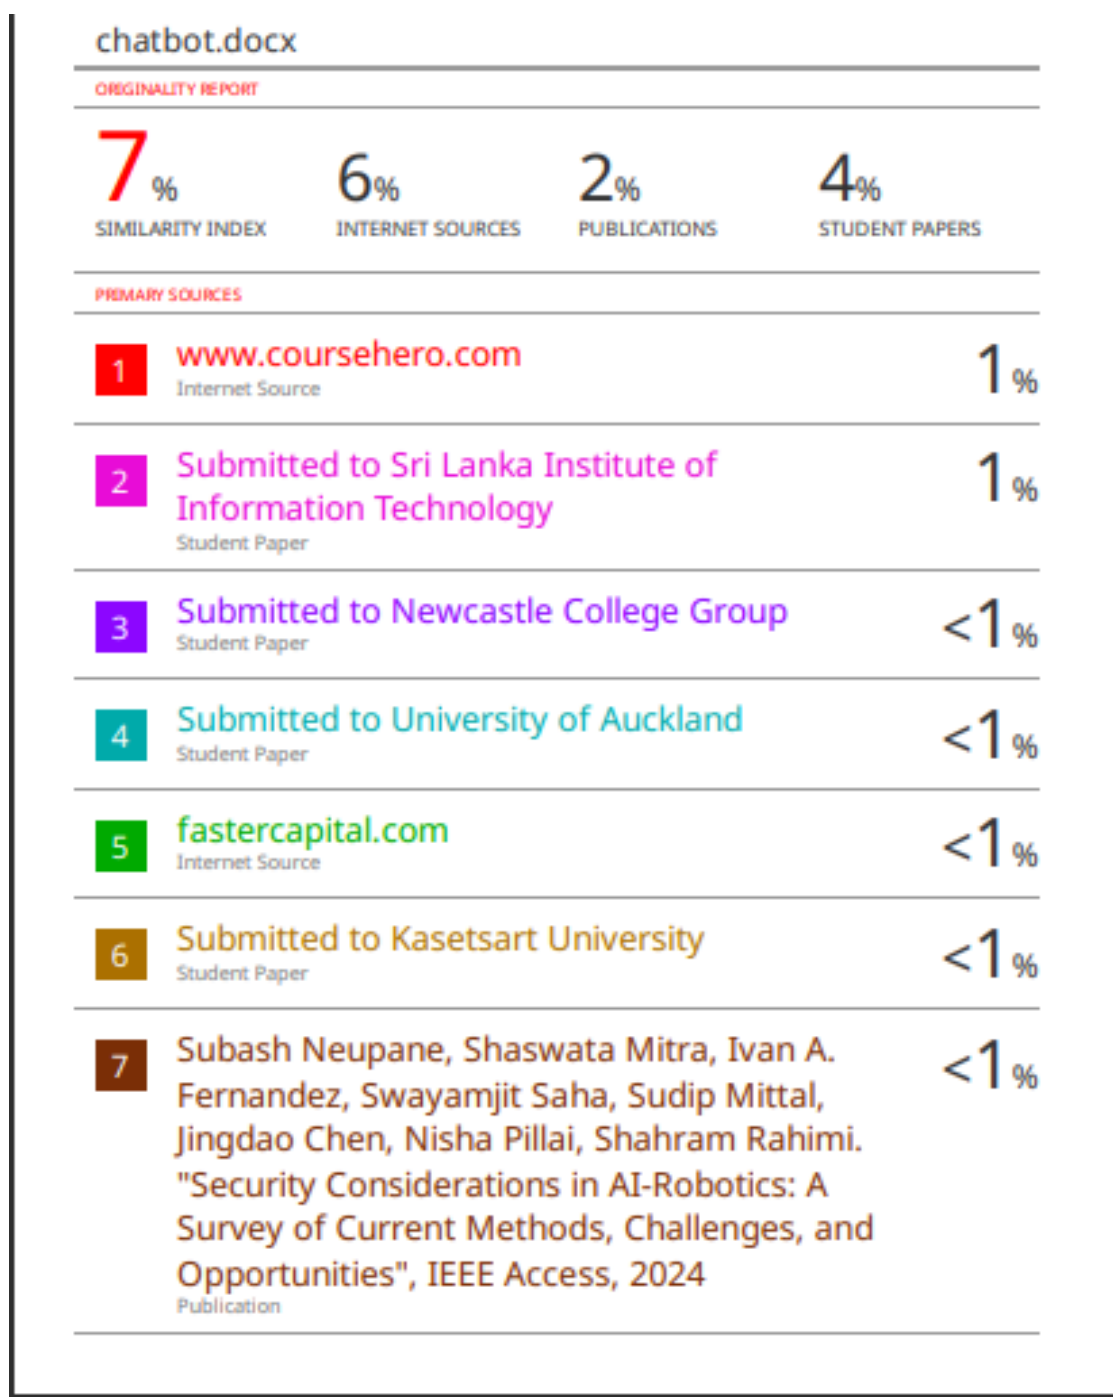 chatbot.docx
ORIGINALITY REPORT
7% 6% 2% 4%
SIMILARITY INDEX INTERNET SOURCES PUBLICATIONS STUDENT PAPERS
PRIMARY SOURCES
1 www.coursehero.com 1%
Internet Source
2 Submitted to Sri Lanka Institute of 1%
Information Technology
Student Paper
3 Submitted to Newcastle College Group <1%
Student Paper
4 Submitted to University of Auckland <1%
Student Paper
5 fastercapital.com <1%
Internet Source
6 Submitted to Kasetsart University <1%
Student Paper
7 Subash Neupane, Shaswata Mitra, Ivan A. <1%
Fernandez, Swayamjit Saha, Sudip Mittal,
Jingdao Chen, Nisha Pillai, Shahram Rahimi.
"Security Considerations in AI-Robotics: A
Survey of Current Methods, Challenges, and
Opportunities", IEEE Access, 2024
Publication